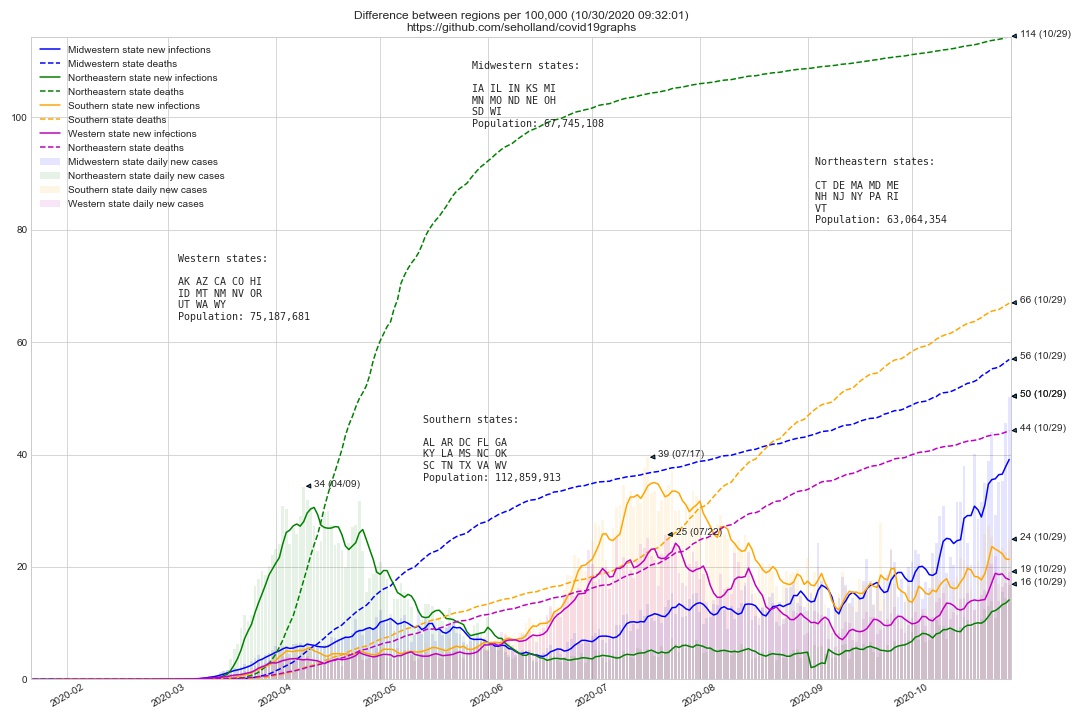 Difference between regions per 100,000 (10/30/2020 09:32:01)
https://github.com/seholland/covid19graphs
Midwestern state new infections
Midwestern state deaths
Northeastern state new infections
Northeastern state deaths
Southern state new infections
Southern state deaths
Western state new infections
Western state deaths
Midwestern state daily new cases
Northeastern state daily new cases
Southern state daily new cases
Western state daily new cases
Midwestern states:
IA IL IN KS MI
MN MO ND NE OH
SD WI
Population: 67,745,108
Northeastern states:
CT DE MA MD ME
NH NJ NY PA RI
VT
Population: 63,064,354
Western states:
AK AZ CA CO HI
ID MT NM NV OR
UT WA WY
Population: 75,187,681
Southern states:
AL AR DC FL GA
KY LA MS NC OK
SC TN TX VA WV
Population: 112,859,913
114 (10/29)
66 (10/29)
56 (10/29)
50 (10/29)
44 (10/29)
39 (07/17)
34 (04/09)
25 (07/22)
24 (10/29)
19 (10/29)
16 (10/29)
100
80
60
40
20
0
2020-02
2020-03
2020-04
2020-05
2020-06
2020-07
2020-08
2020-09
2020-10